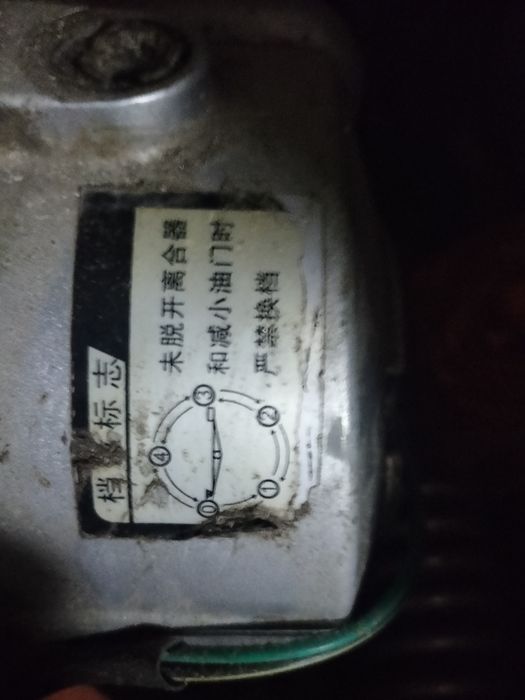 档 标志
未脱开离合器
和减小油门时
严禁换档
④
⓪ ③
① ②